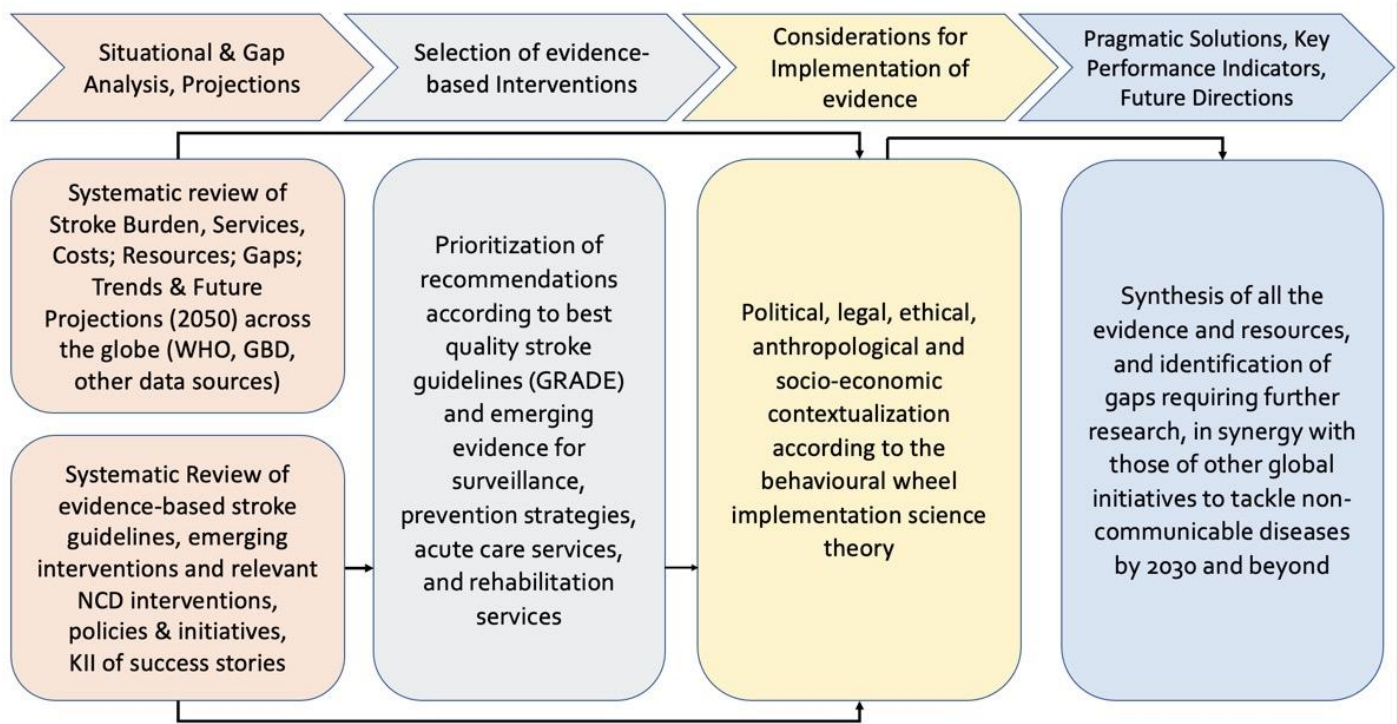 Situational & Gap
Analysis, Projections
Selection of evidence-
based Interventions
Considerations for
Implementation of
evidence
Pragmatic Solutions, Key
Performance Indicators,
Future Directions
Systematic review of
Stroke Burden, Services,
Costs; Resources; Gaps;
Trends & Future
Projections (2050) across
the globe (WHO, GBD,
other data sources)
Systematic Review of
evidence-based stroke
guidelines, emerging
interventions and relevant
NCD interventions,
policies & initiatives,
KII of success stories
Prioritization of
recommendations
according to best
quality stroke
guidelines (GRADE)
and emerging
evidence for
surveillance,
prevention strategies,
acute care services,
and rehabilitation
services
Political, legal, ethical,
anthropological and
socio-economic
contextualization
according to the
behavioural wheel
implementation science
theory
Synthesis of all the
evidence and resources,
and identification of
gaps requiring further
research, in synergy with
those of other global
initiatives to tackle non-
communicable diseases
by 2030 and beyond